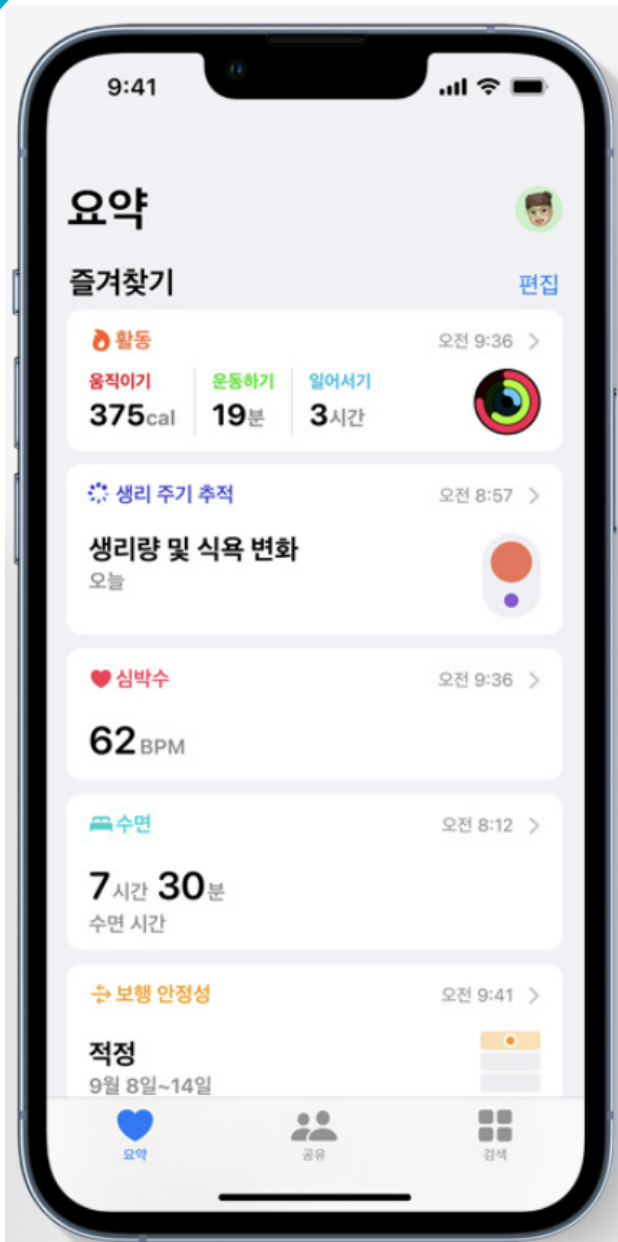 9:41
요약
즐겨찾기 편집
활동 오전 9:36
움직이기 운동하기 일어서기
375cal 19분 3시간
생리 주기 추적 오전 8:57
생리량 및 식욕 변화
오늘
심박수 오전 9:36
62 BPM
수면 오전 8:12
7시간 30분
수면 시간
보행 안정성 오전 9:41
적정
9월 8일~14일
요약 공유 검색